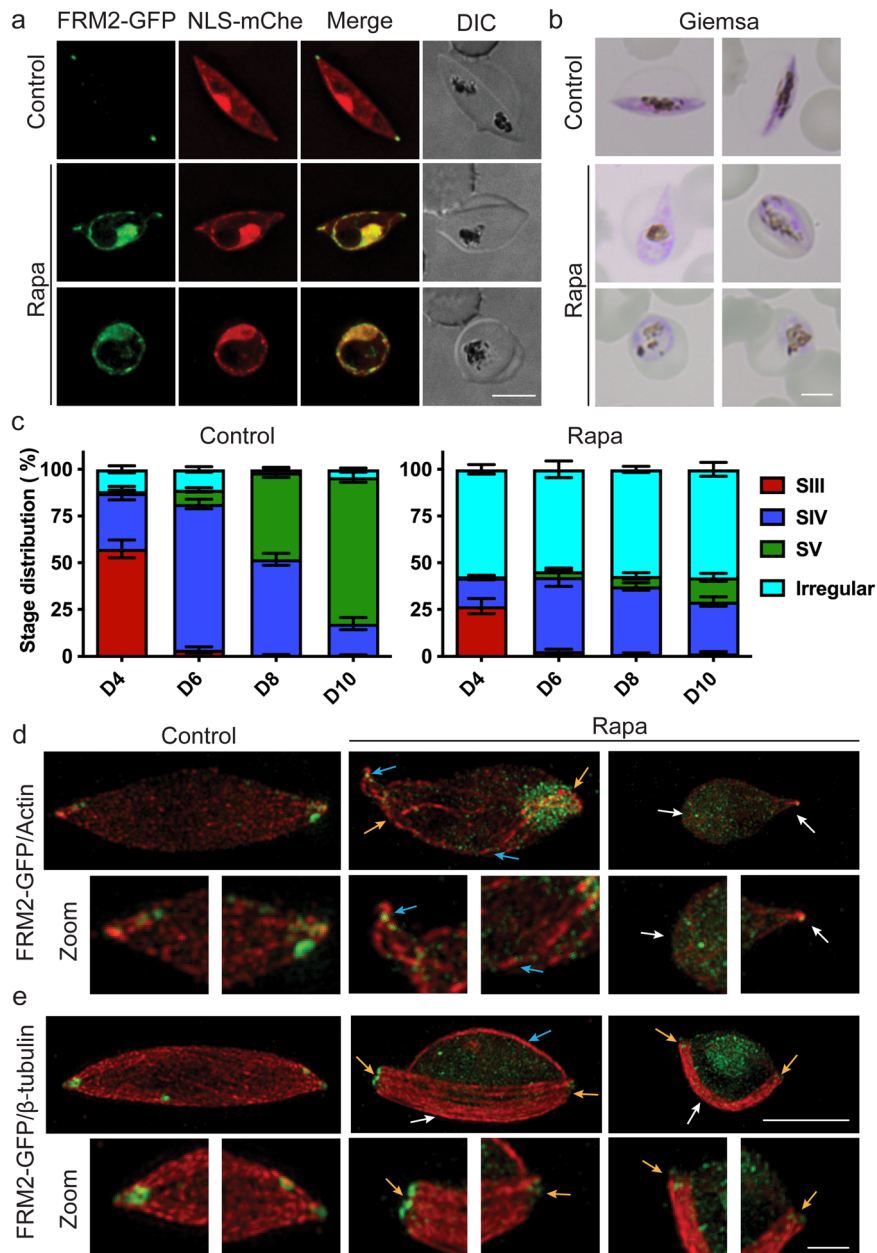 a
FRM2-GFP NLS-mChe Merge DIC
Control
Rapa
b
Giemsa
Control
Rapa
c
Control
Rapa
Stage distribution ( %)
100
75
50
25
0
D4 D6 D8 D10
100
75
50
25
0
D4 D6 D8 D10
SIII
SIV
SV
Irregular
d
Control
Rapa
FRM2-GFP/Actin
Zoom
e
FRM2-GFP/β-tubulin
Zoom